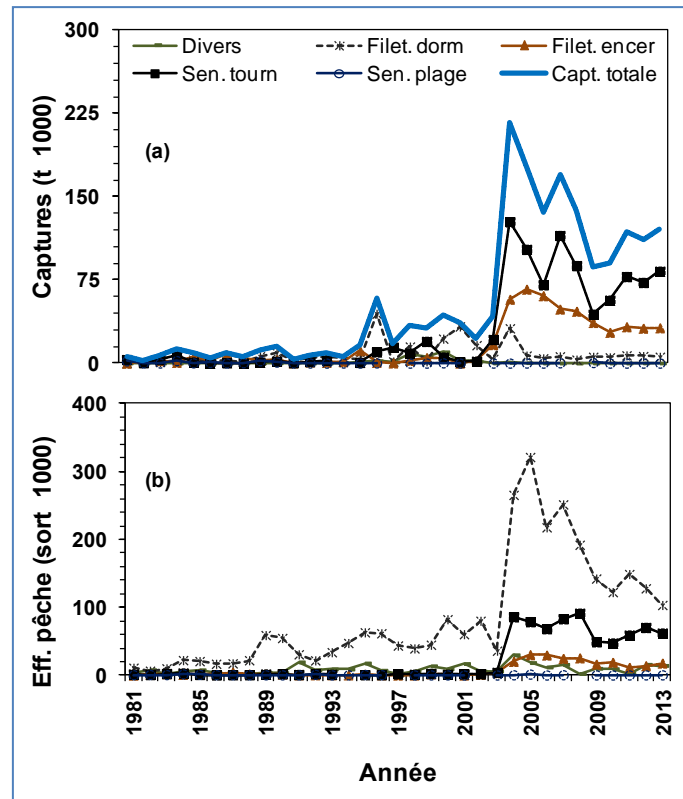 300
Divers Filet. dorm Filet. encer
Sen. tourn Sen. plage Capt. totale
225
(a)
150
75
0
Captures (t 1000)
400
(b)
300
200
100
0
Eff. pêche (sort 1000)
1981 1985 1989 1993 1997 2001 2005 2009 2013
Année